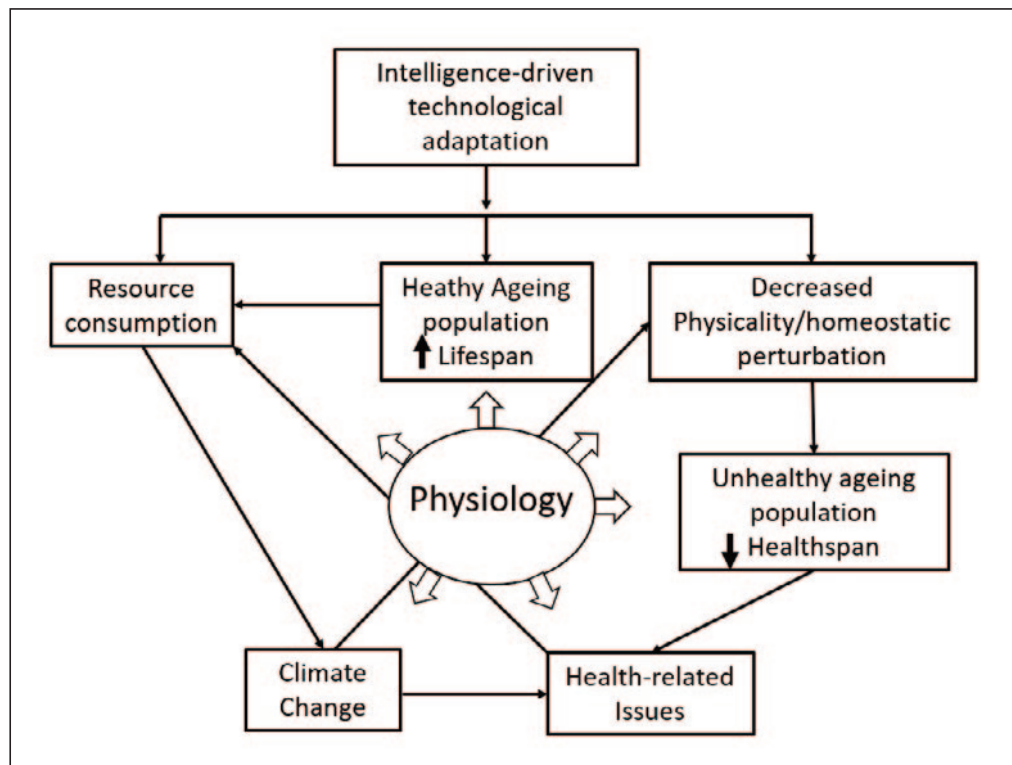 Intelligence-driven
technological
adaptation
Resource
consumption
Heathy Ageing
population
Lifespan
Decreased
Physicality/homeostatic
perturbation
Physiology
Unhealthy ageing
population
Healthspan
Climate
Change
Health-related
Issues